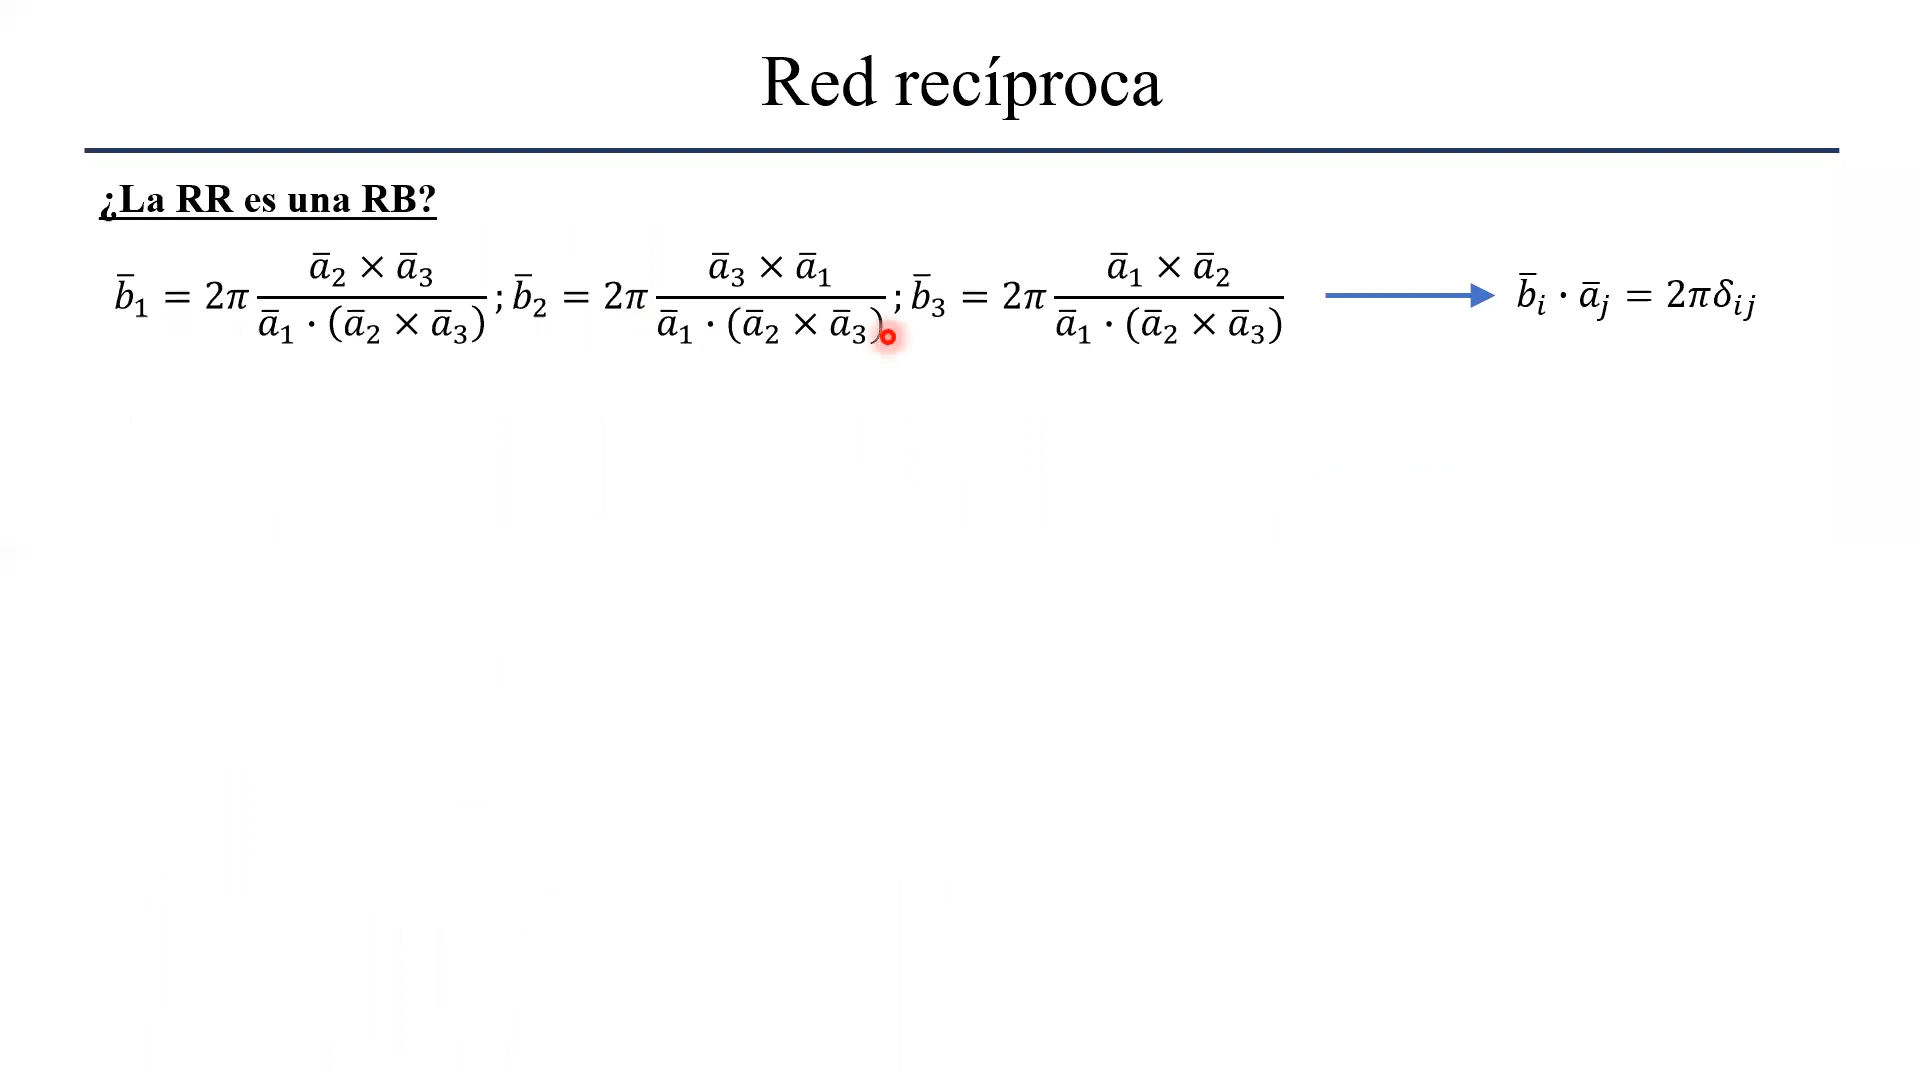 Red recíproca
¿La RR es una RB?
b̄₁ = 2π (ā₂ × ā₃) / (ā₁ · (ā₂ × ā₃)) ; b̄₂ = 2π (ā₃ × ā₁) / (ā₁ · (ā₂ × ā₃)) ; b̄₃ = 2π (ā₁ × ā₂) / (ā₁ · (ā₂ × ā₃)) → b̄ᵢ · āⱼ = 2πδᵢⱼ